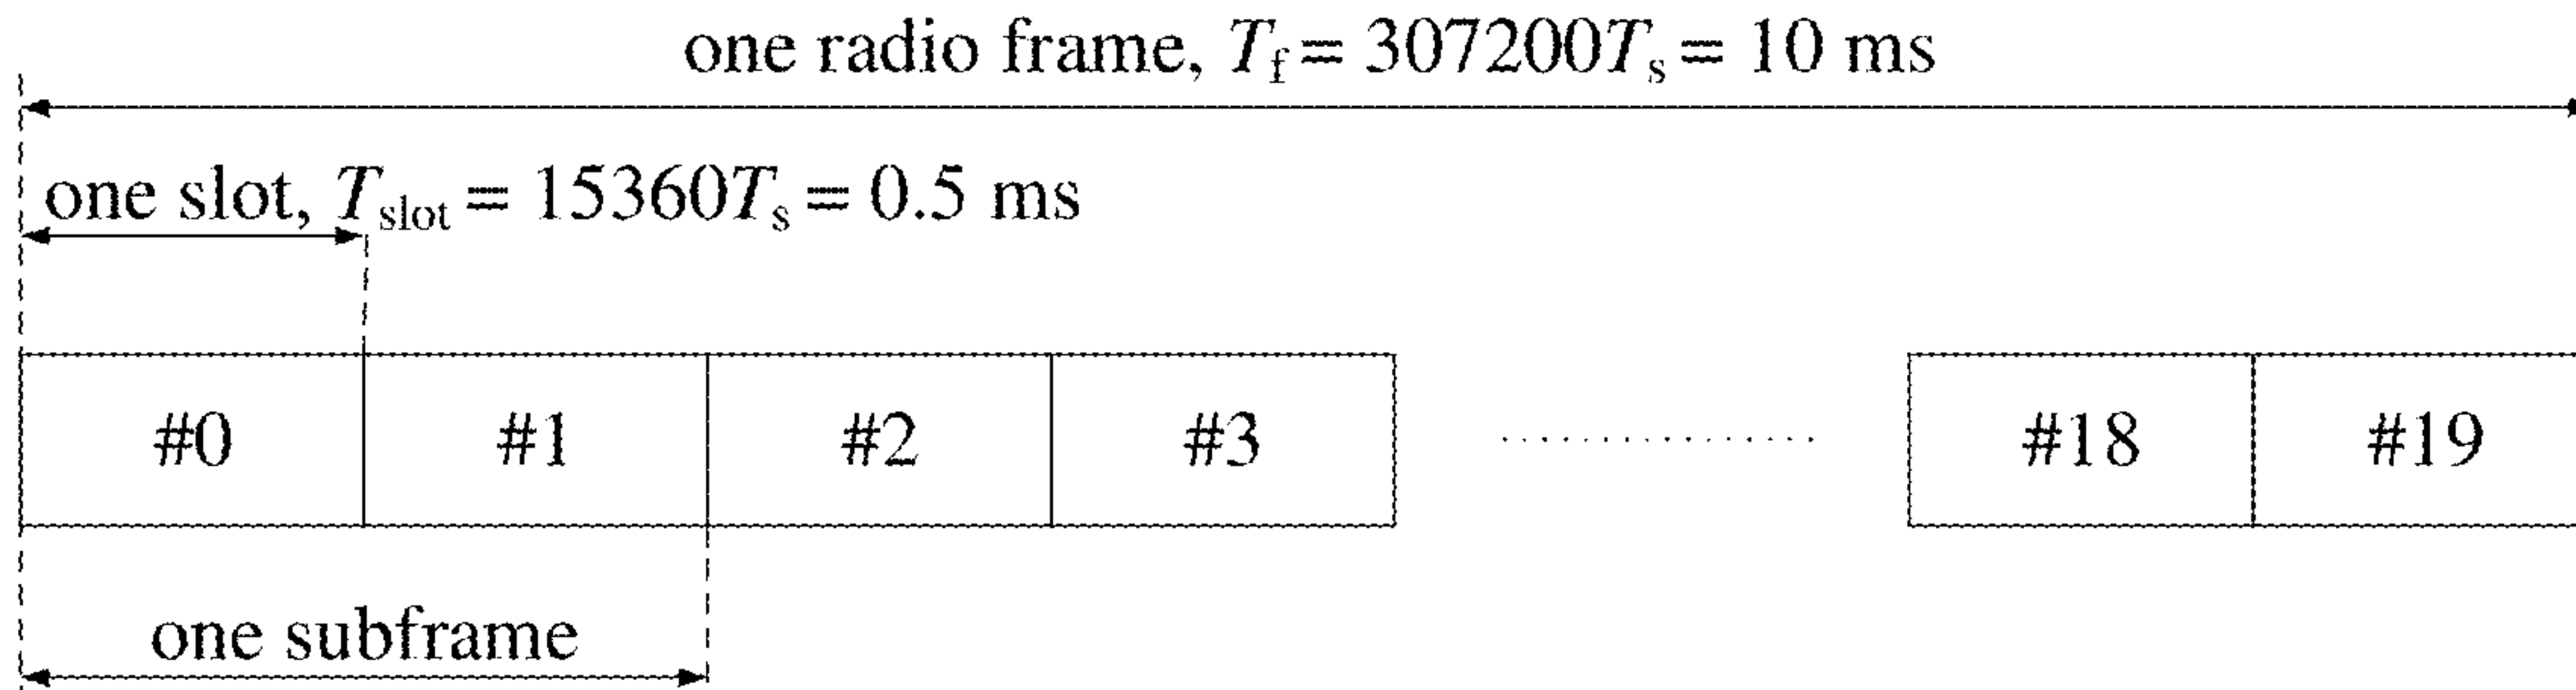 one radio frame, Tf = 307200Ts = 10 ms
one slot, Tslot = 15360Ts = 0.5 ms
#0 #1 #2 #3 #18 #19
one subframe